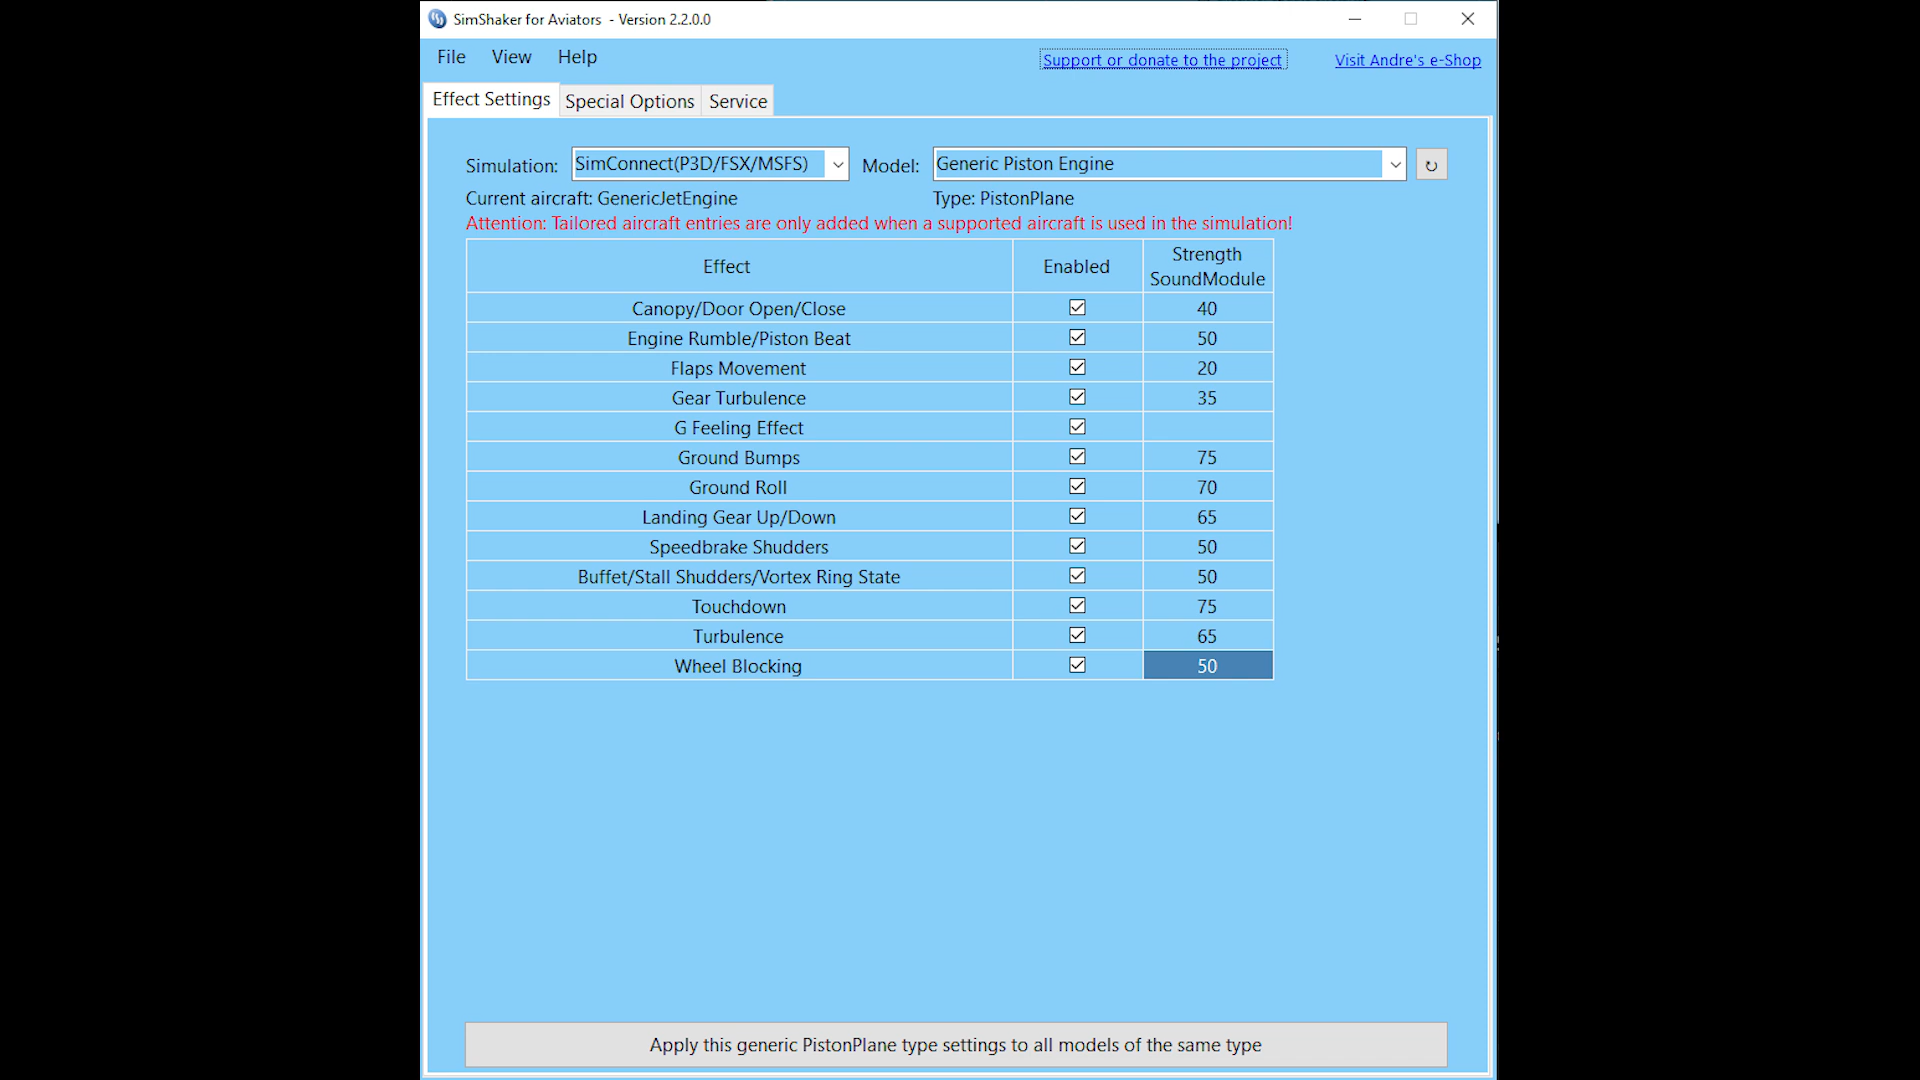 SimShaker for Aviators - Version 2.2.0.0
File View Help
Support or donate to the project
Visit Andre's e-Shop
Effect Settings Special Options Service
Simulation: SimConnect(P3D/FSX/MSFS) Model: Generic Piston Engine
Current aircraft: GenericJetEngine Type: PistonPlane
Attention: Tailored aircraft entries are only added when a supported aircraft is used in the simulation!
Effect Enabled Strength SoundModule
Canopy/Door Open/Close 40
Engine Rumble/Piston Beat 50
Flaps Movement 20
Gear Turbulence 35
G Feeling Effect
Ground Bumps 75
Ground Roll 70
Landing Gear Up/Down 65
Speedbrake Shudders 50
Buffet/Stall Shudders/Vortex Ring State 50
Touchdown 75
Turbulence 65
Wheel Blocking 50
Apply this generic PistonPlane type settings to all models of the same type